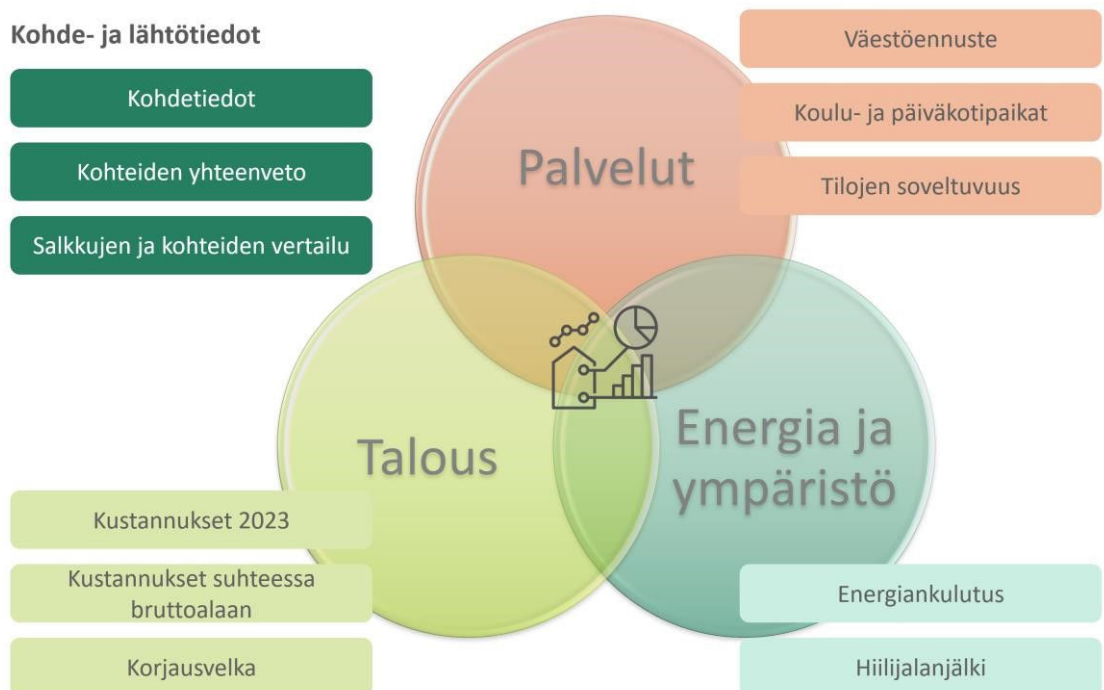 Kohde- ja lähtötiedot
Kohdetiedot
Kohteiden yhteenveto
Salkkujen ja kohteiden vertailu
Palvelut
Väestöennuste
Koulu- ja päiväkotipaikat
Tilojen soveltuvuus
Talous
Kustannukset 2023
Kustannukset suhteessa
bruttoalaan
Korjausvelka
Energia ja
ympäristö
Energiankulutus
Hiilijalanjälki